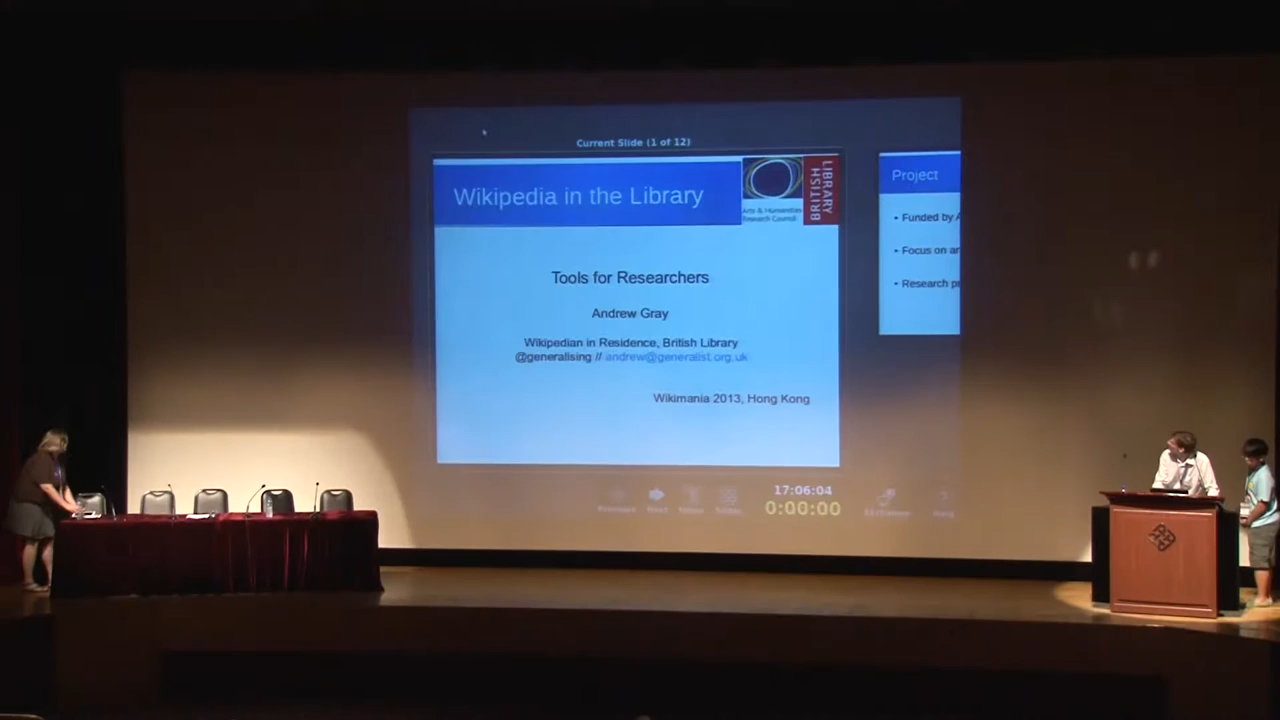 Current Slide (1 of 12)
Wikipedia in the Library
Arts & Humanities
Research Council
BRITISH
LIBRARY
Tools for Researchers
Andrew Gray
Wikipedian in Residence, British Library
@generalising // andrew@generalist.org.uk
Wikimania 2013, Hong Kong
Project
• Funded by
• Focus on
• Research
17:06:04
0:00:00